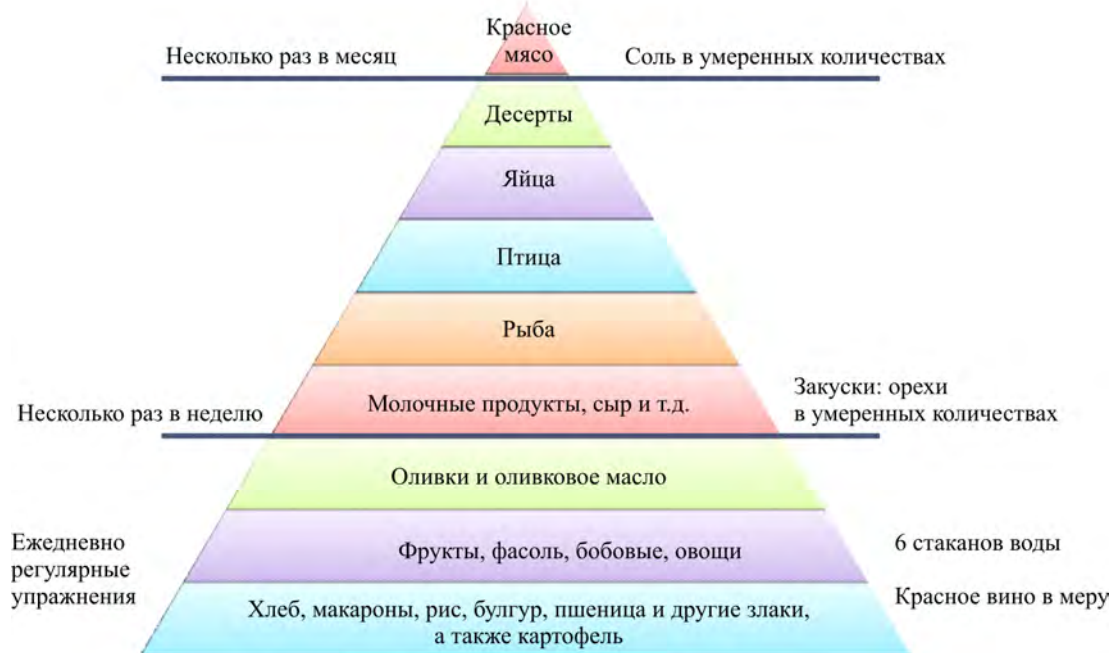 Красное
мясо
Несколько раз в месяц
Соль в умеренных количествах
Десерты
Яйца
Птица
Рыба
Молочные продукты, сыр и т.д.
Несколько раз в неделю
Закуски: орехи
в умеренных количествах
Оливки и оливковое масло
Фрукты, фасоль, бобовые, овощи
Ежедневно
регулярные
упражнения
6 стаканов воды
Красное вино в меру
Хлеб, макароны, рис, булгур, пшеница и другие злаки,
а также картофель